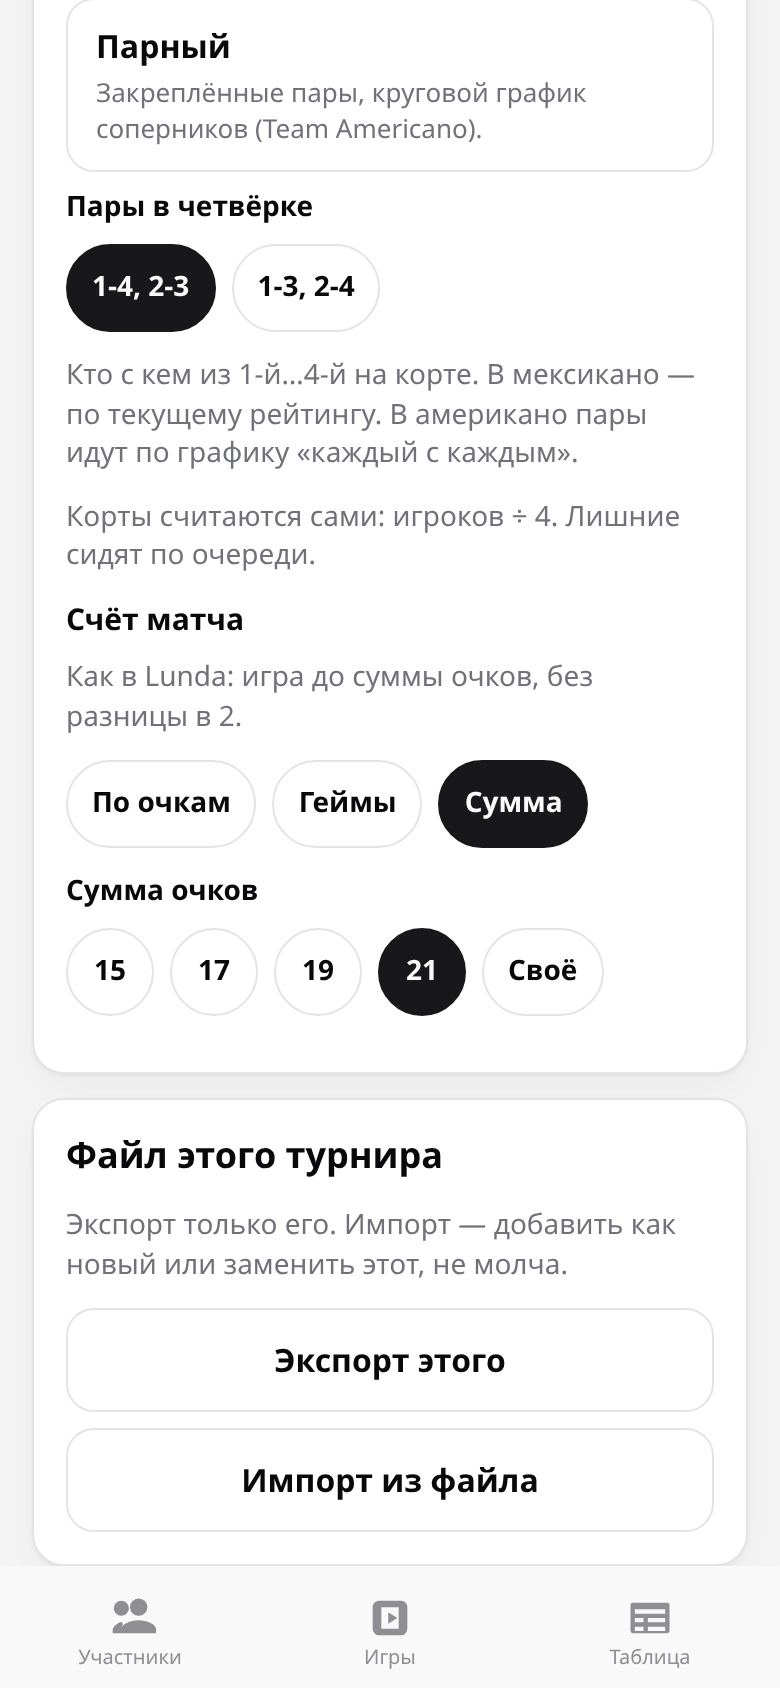 Парный
Закреплённые пары, круговой график
соперников (Team Americano).
Пары в четвёрке
1-4, 2-3
1-3, 2-4
Кто с кем из 1-й…4-й на корте. В мексикано —
по текущему рейтингу. В американо пары
идут по графику «каждый с каждым».
Корты считаются сами: игроков ÷ 4. Лишние
сидят по очереди.
Счёт матча
Как в Lunda: игра до суммы очков, без
разницы в 2.
По очкам
Геймы
Сумма
Сумма очков
15
17
19
21
Своё
Файл этого турнира
Экспорт только его. Импорт — добавить как
новый или заменить этот, не молча.
Экспорт этого
Импорт из файла
Участники
Игры
Таблица